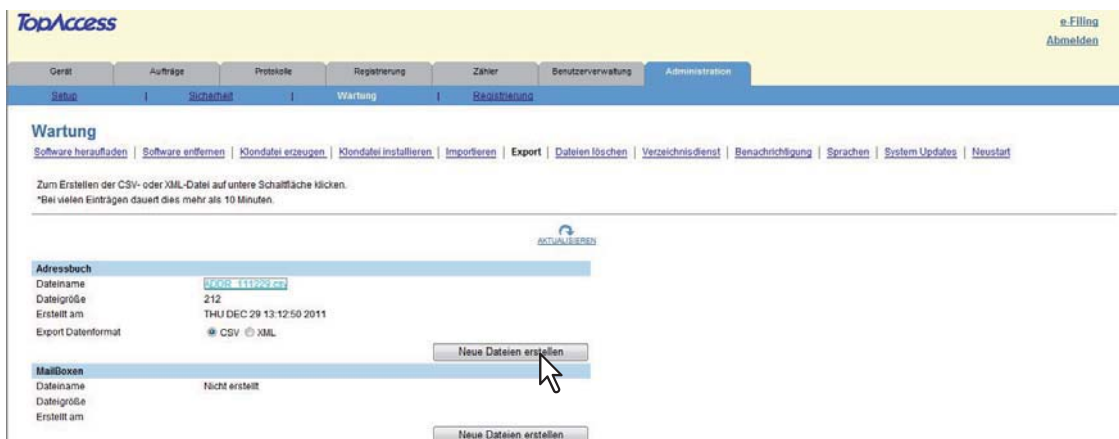 TopAccess
e-Filing
Abmelden
Gerät Aufträge Protokolle Registrierung Zähler Benutzerverwaltung Administration
Setup | Sicherheit | Wartung | Registrierung
Wartung
Software heraufladen | Software entfernen | Klondatei erzeugen | Klondatei installieren | Importieren | Export | Dateien löschen | Verzeichnisdienst | Benachrichtigung | Sprachen | System Updates | Neustart
Zum Erstellen der CSV- oder XML-Datei auf untere Schaltfläche klicken.
*Bei vielen Einträgen dauert dies mehr als 10 Minuten.
AKTUALISIEREN
Adressbuch
Dateiname ADDR_111229.csv
Dateigröße 212
Erstellt am THU DEC 29 13:12:50 2011
Export Datenformat CSV XML
Neue Dateien erstellen
MailBoxen
Dateiname Nicht erstellt
Dateigröße
Erstellt am
Neue Dateien erstellen